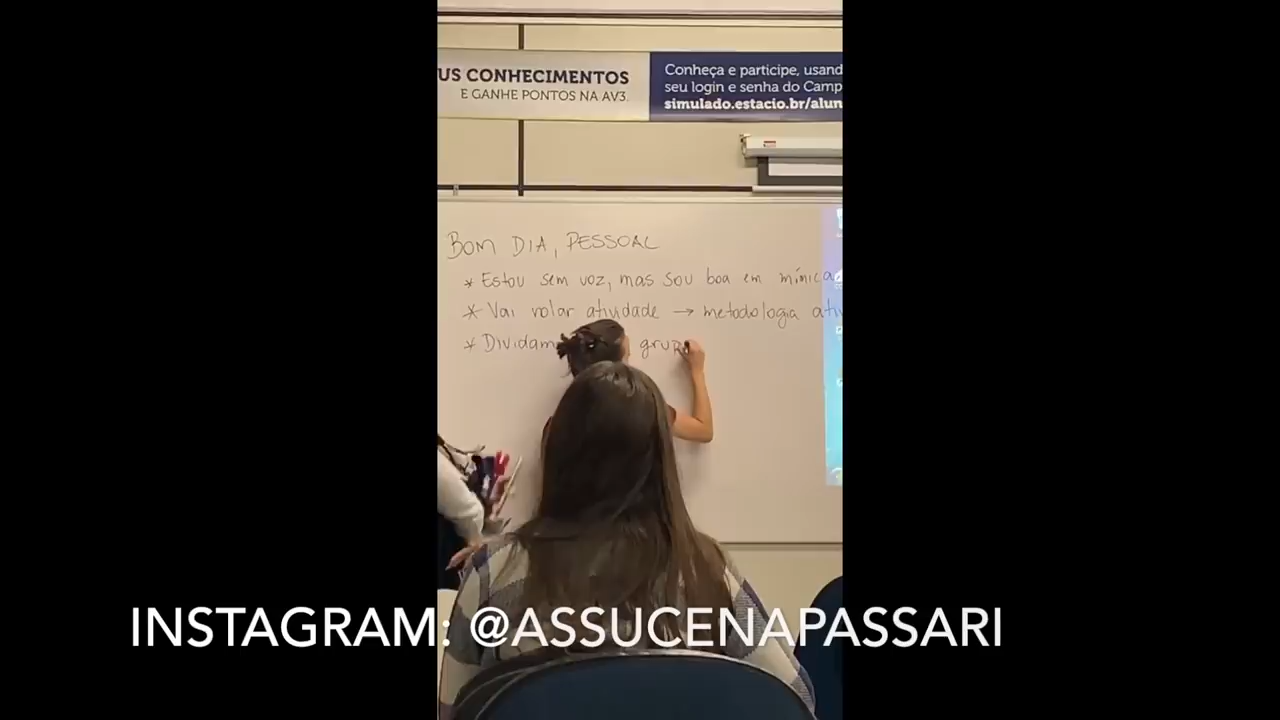 US CONHECIMENTOS
E GANHE PONTOS NA AV3.
Conheça e participe, usand
seu login e senha do Camp
simulado.estacio.br/alun
BOM DIA, PESSOAL
* Estou sem voz, mas sou boa em mímica
* Vai rolar atividade → metodologia ati
* Dividam grup
INSTAGRAM: @ASSUCENAPASSARI